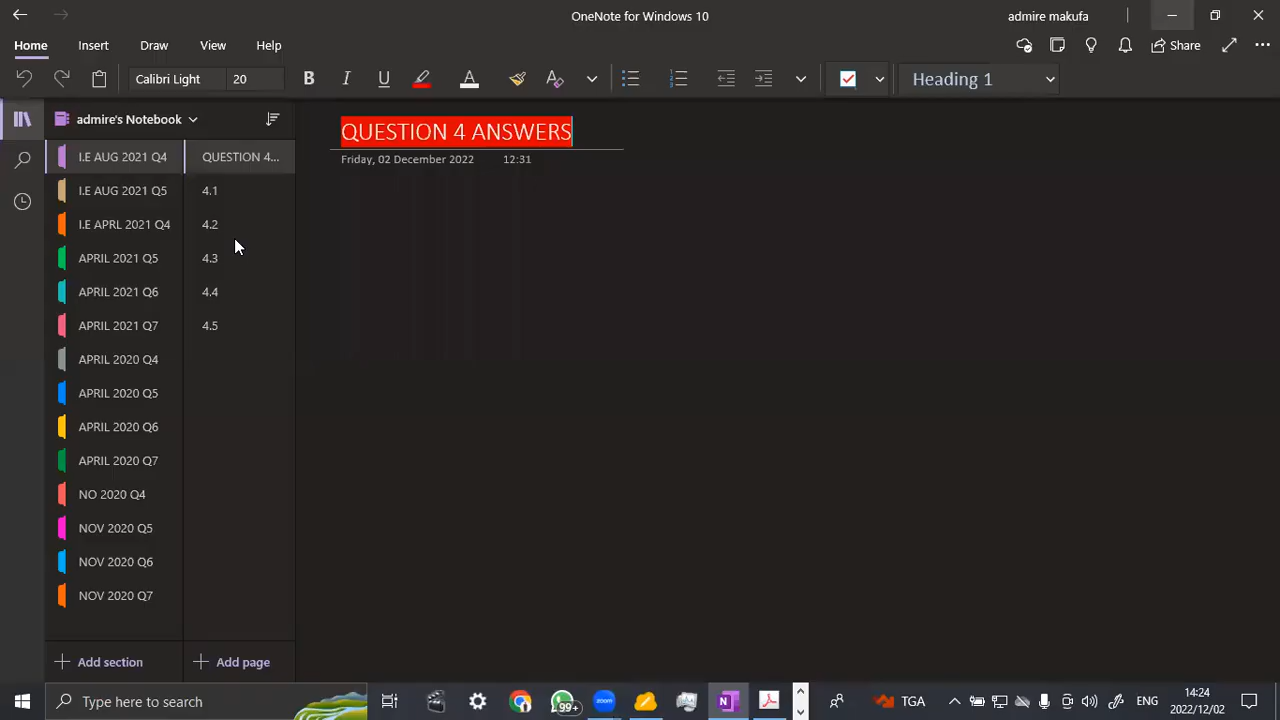 OneNote for Windows 10
admire makufa
Home
Insert
Draw
View
Help
Share
Calibri Light
20
B
I
U
A
A
Heading 1
admire's Notebook
I.E AUG 2021 Q4
I.E AUG 2021 Q5
I.E APRL 2021 Q4
APRIL 2021 Q5
APRIL 2021 Q6
APRIL 2021 Q7
APRIL 2020 Q4
APRIL 2020 Q5
APRIL 2020 Q6
APRIL 2020 Q7
NO 2020 Q4
NOV 2020 Q5
NOV 2020 Q6
NOV 2020 Q7
Add section
QUESTION 4...
4.1
4.2
4.3
4.4
4.5
Add page
QUESTION 4 ANSWERS
Friday, 02 December 2022 12:31
Type here to search
99+
zoom
N
TGA
ENG
14:24
2022/12/02